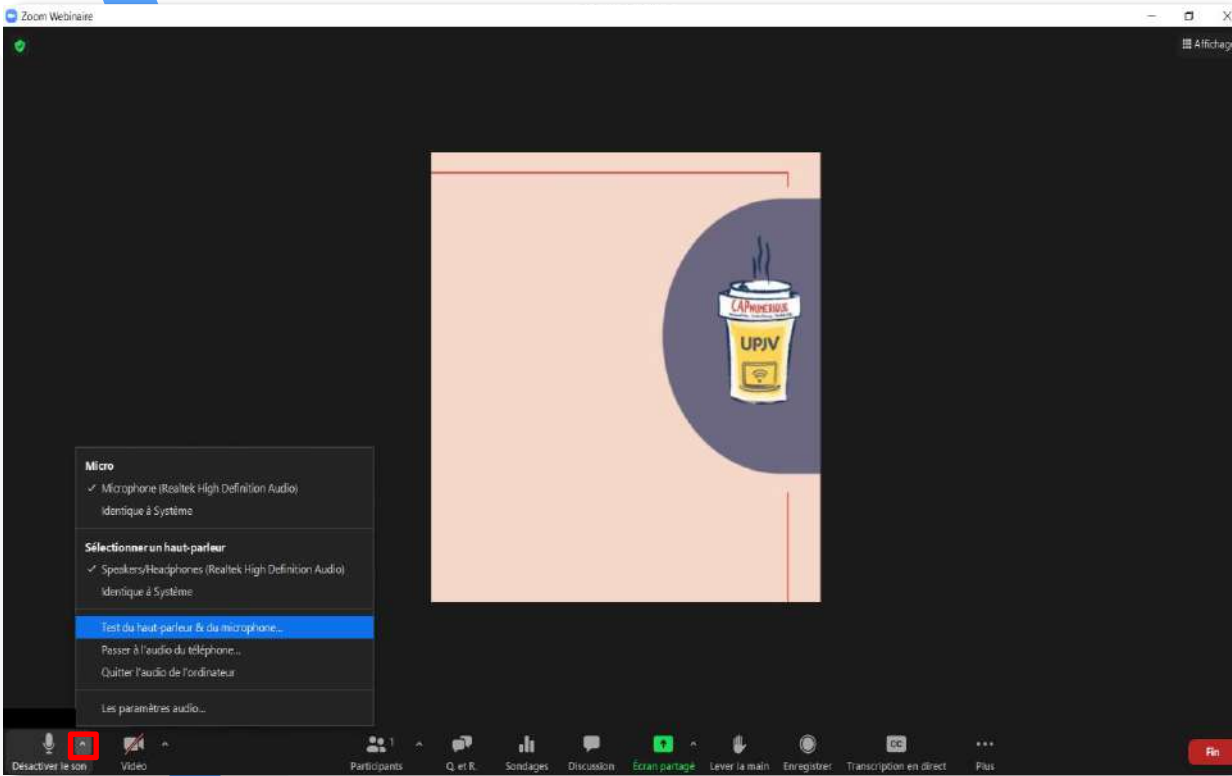 Zoom Webinaire
Affichage
CAPNUMERIQUE
UPJV
Micro
✓ Microphone (Realtek High Definition Audio)
Identique à Système
Sélectionner un haut-parleur
✓ Speakers/Headphones (Realtek High Definition Audio)
Identique à Système
Test du haut-parleur & du microphone...
Passer à l'audio du téléphone...
Quitter l'audio de l'ordinateur
Les paramètres audio...
1
Désactiver le son Vidéo Participants Q. et R. Sondages Discussion Écran partagé Lever la main Enregistrer CC Transcription en direct Plus Fin